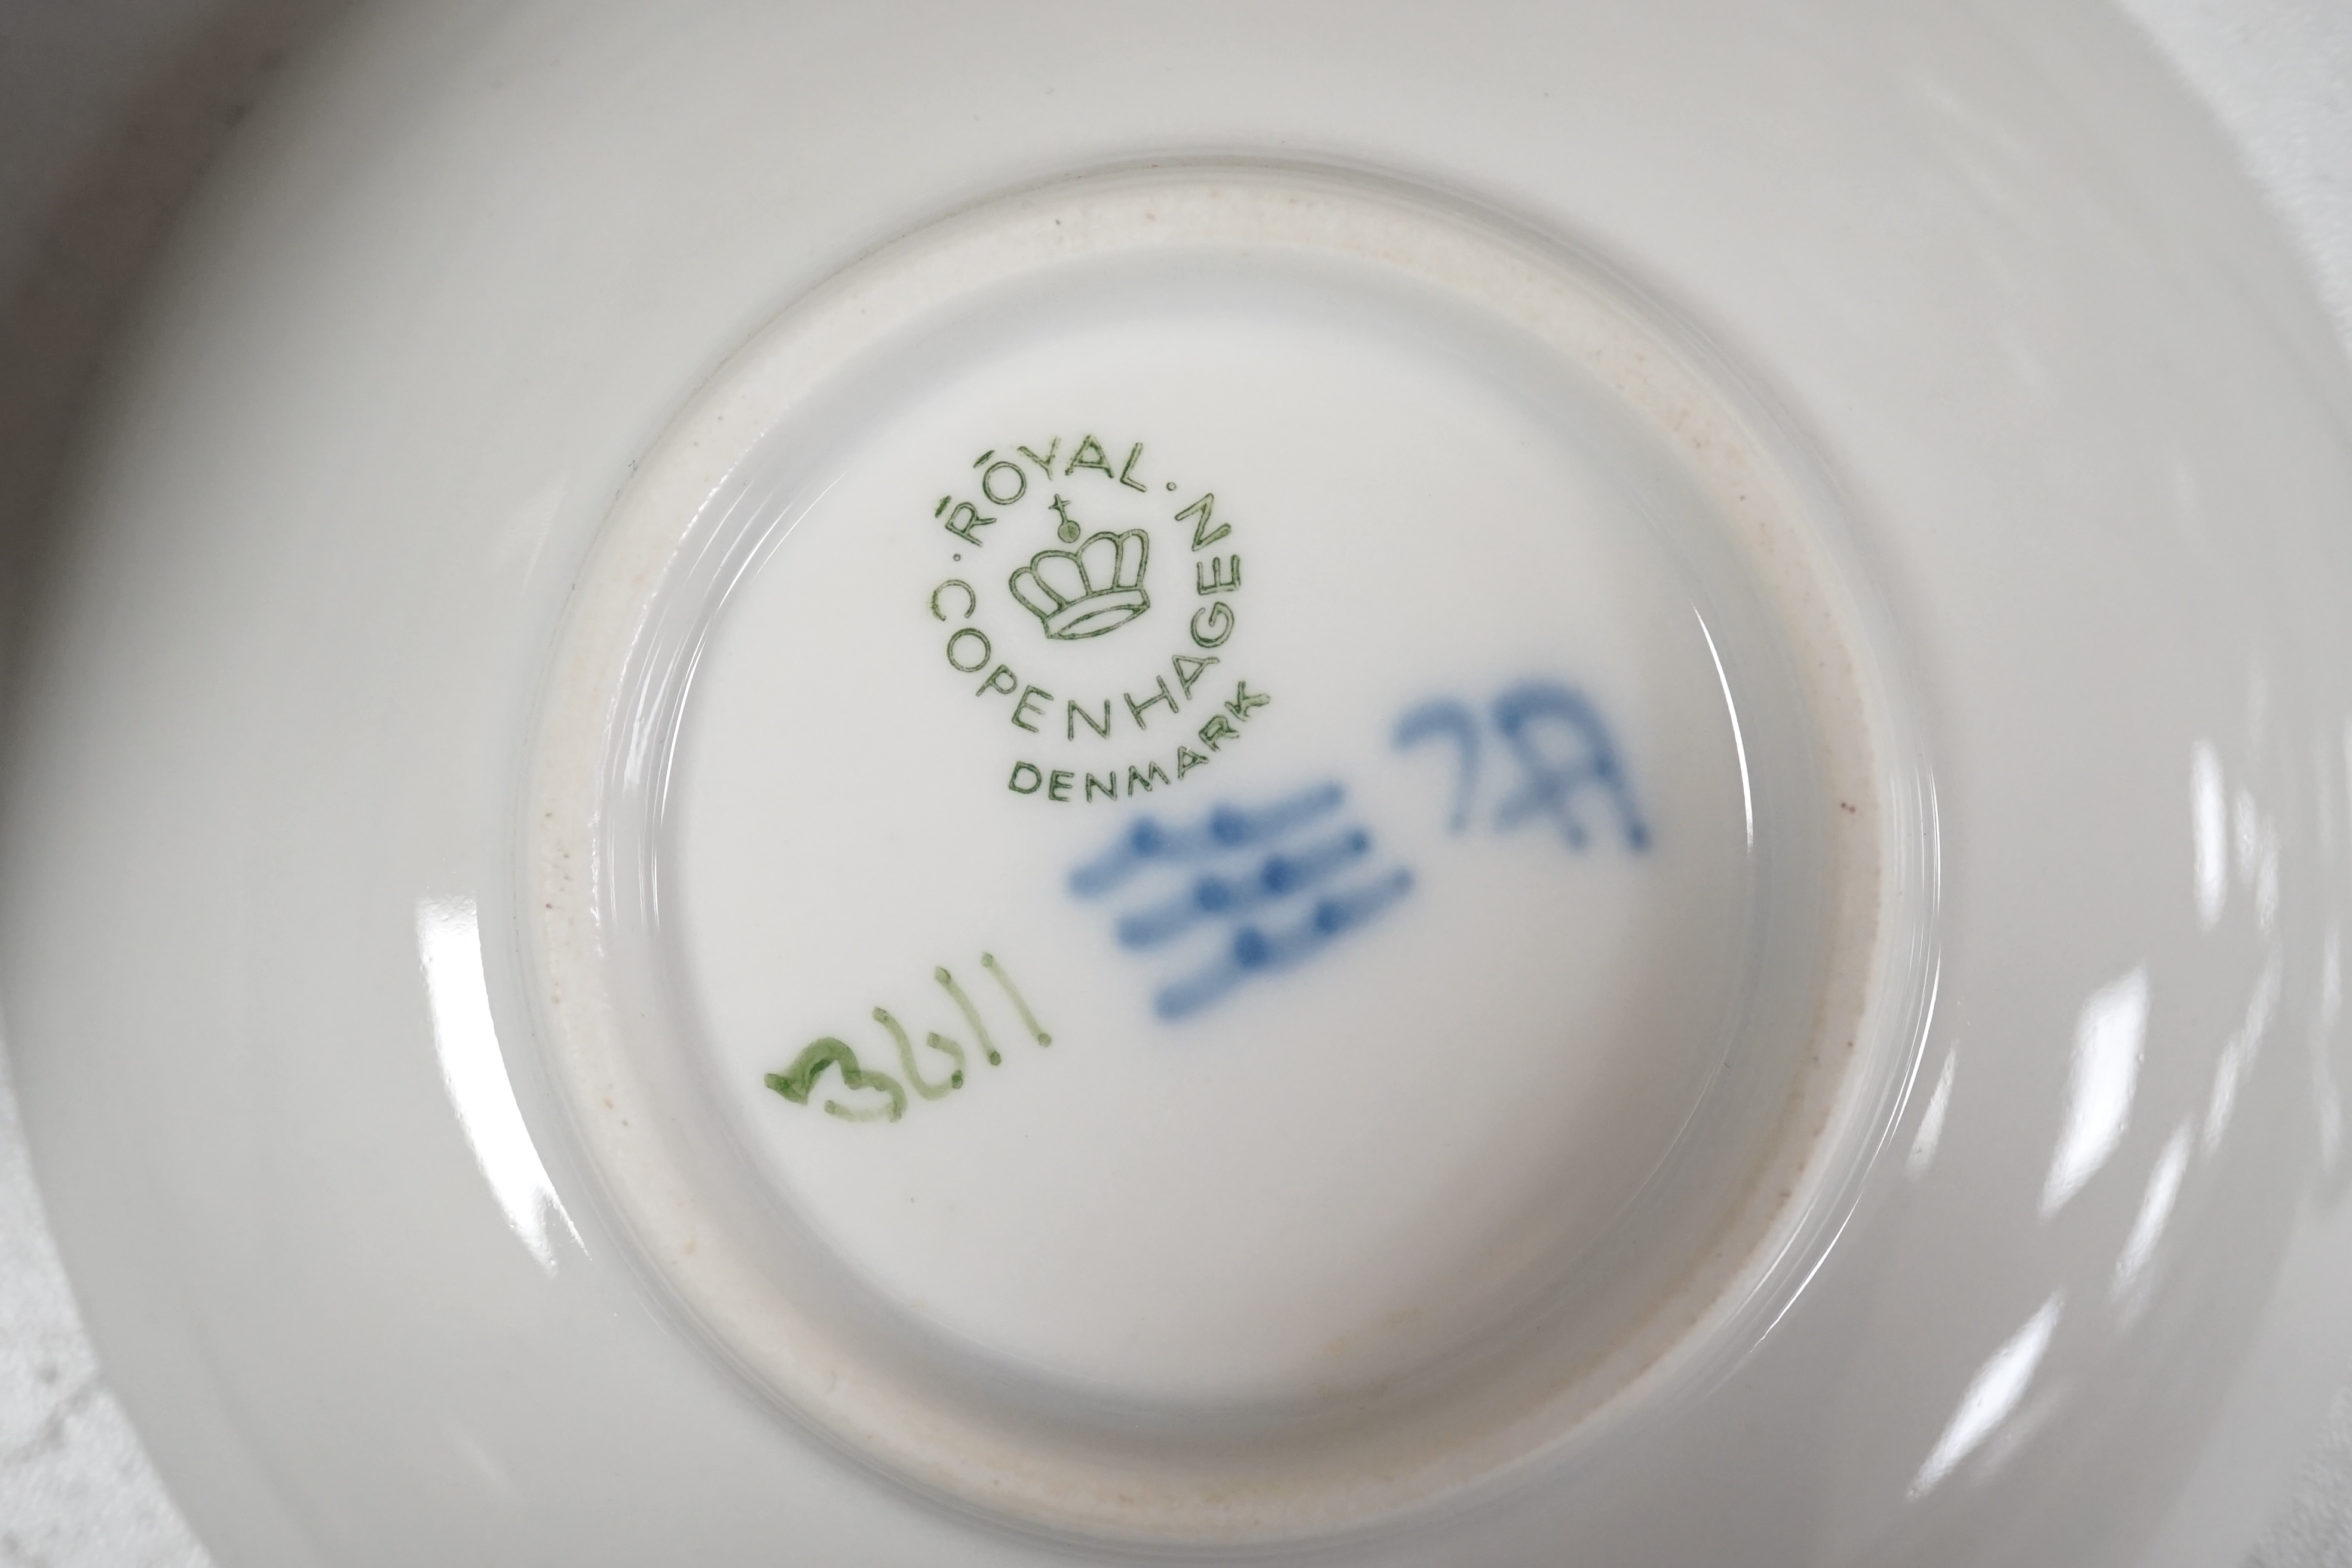 ROYAL
COPENHAGEN
DENMARK
3611